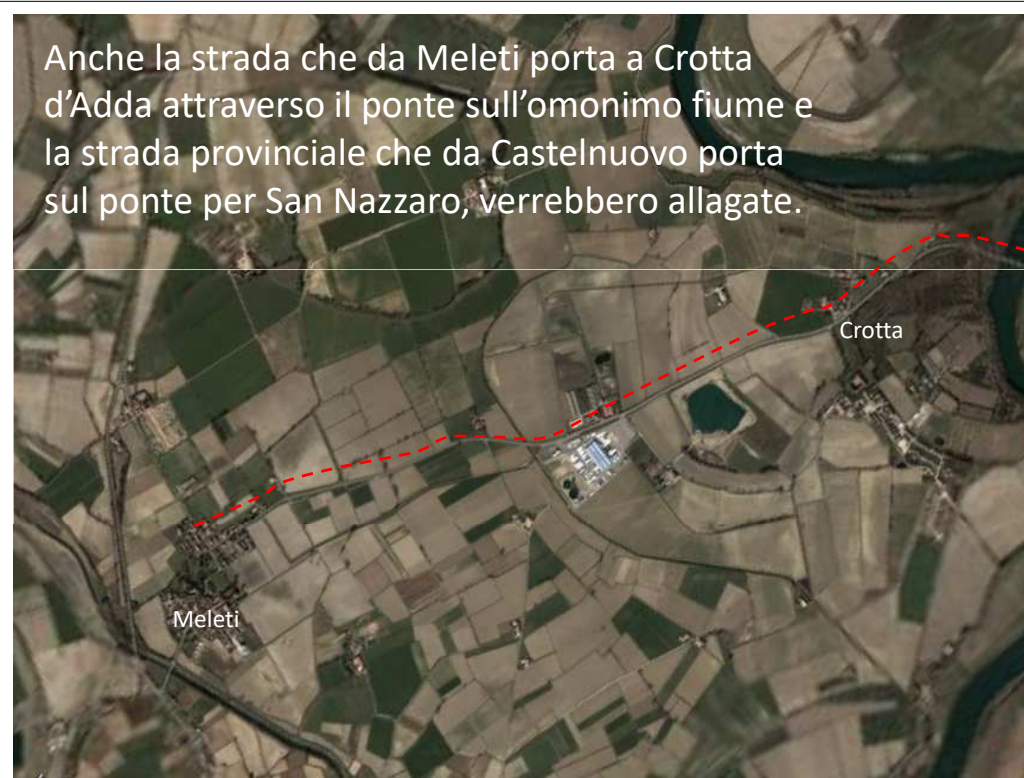 Anche la strada che da Meleti porta a Crotta
d’Adda attraverso il ponte sull’omonimo fiume e
la strada provinciale che da Castelnuovo porta
sul ponte per San Nazzaro, verrebbero allagate.
Crotta
Meleti